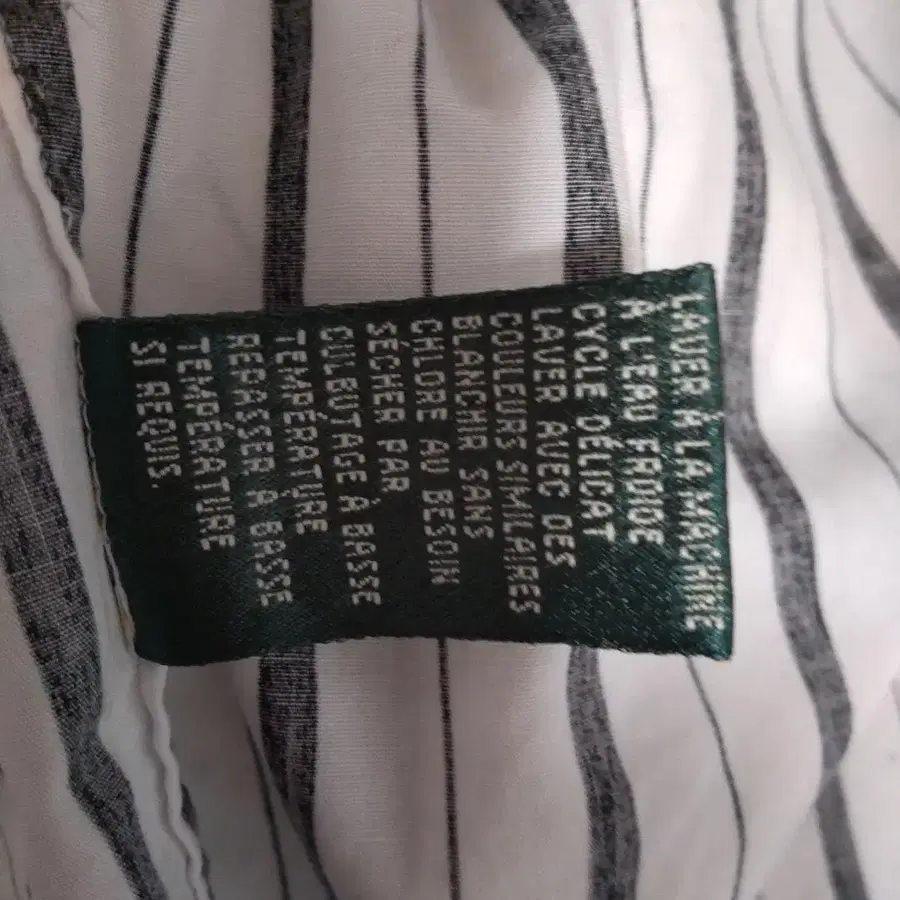 LAVER À LA MACHINE
À L'EAU FROIDE
CYCLE DÉLICAT
LAVER AVEC DES
COULEURS SIMILAIRES
BLANCHIR SANS
CHLORE AU BESOIN
SÉCHER PAR
CULBUTAGE À BASSE
TEMPÉRATURE
REPASSER À BASSE
TEMPÉRATURE
SI REQUIS.